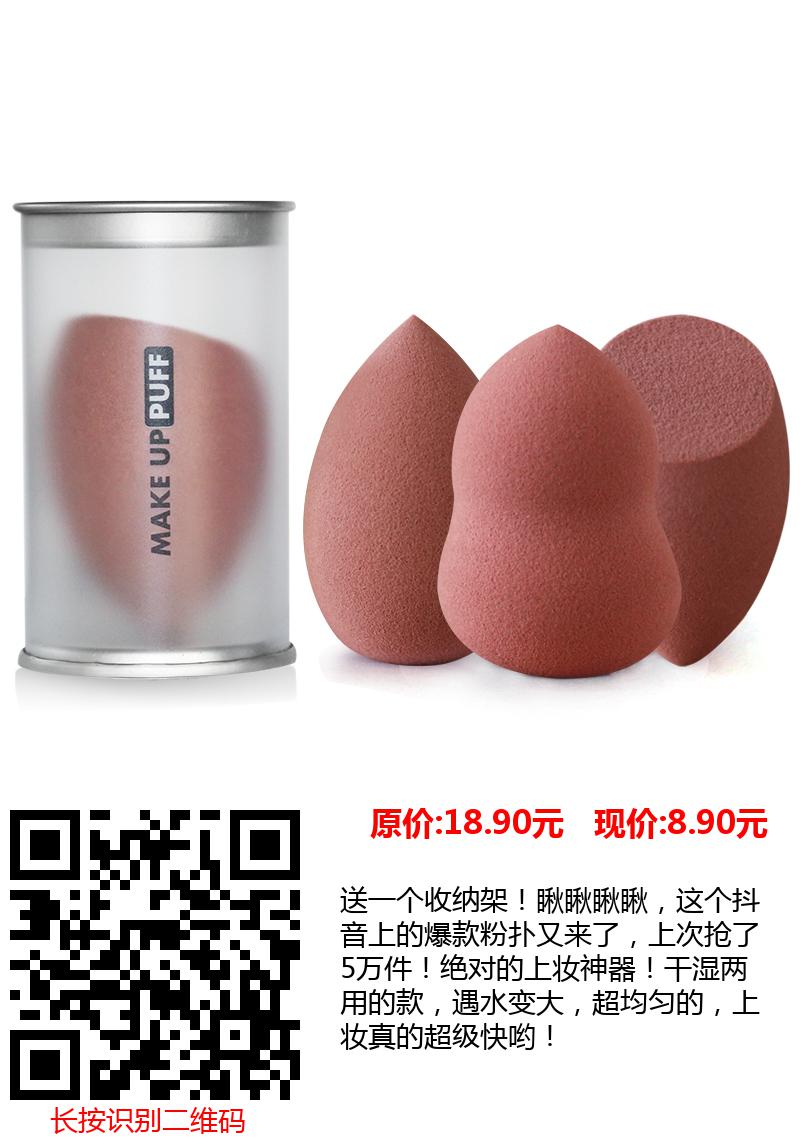 MAKE UP PUFF
原价:18.90元 现价:8.90元
送一个收纳架！瞅瞅瞅瞅，这个抖
音上的爆款粉扑又来了，上次抢了
5万件！绝对的上妆神器！干湿两
用的款，遇水变大，超均匀的，上
妆真的超级快哟！
长按识别二维码